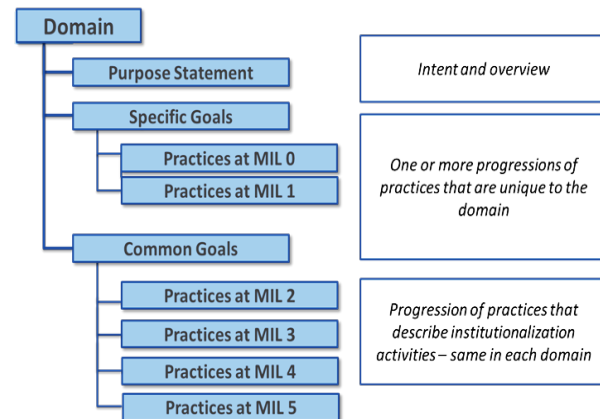 Domain
Purpose Statement
Intent and overview
Specific Goals
Practices at MIL 0
Practices at MIL 1
One or more progressions of
practices that are unique to the
domain
Common Goals
Practices at MIL 2
Practices at MIL 3
Practices at MIL 4
Practices at MIL 5
Progression of practices that
describe institutionalization
activities – same in each domain